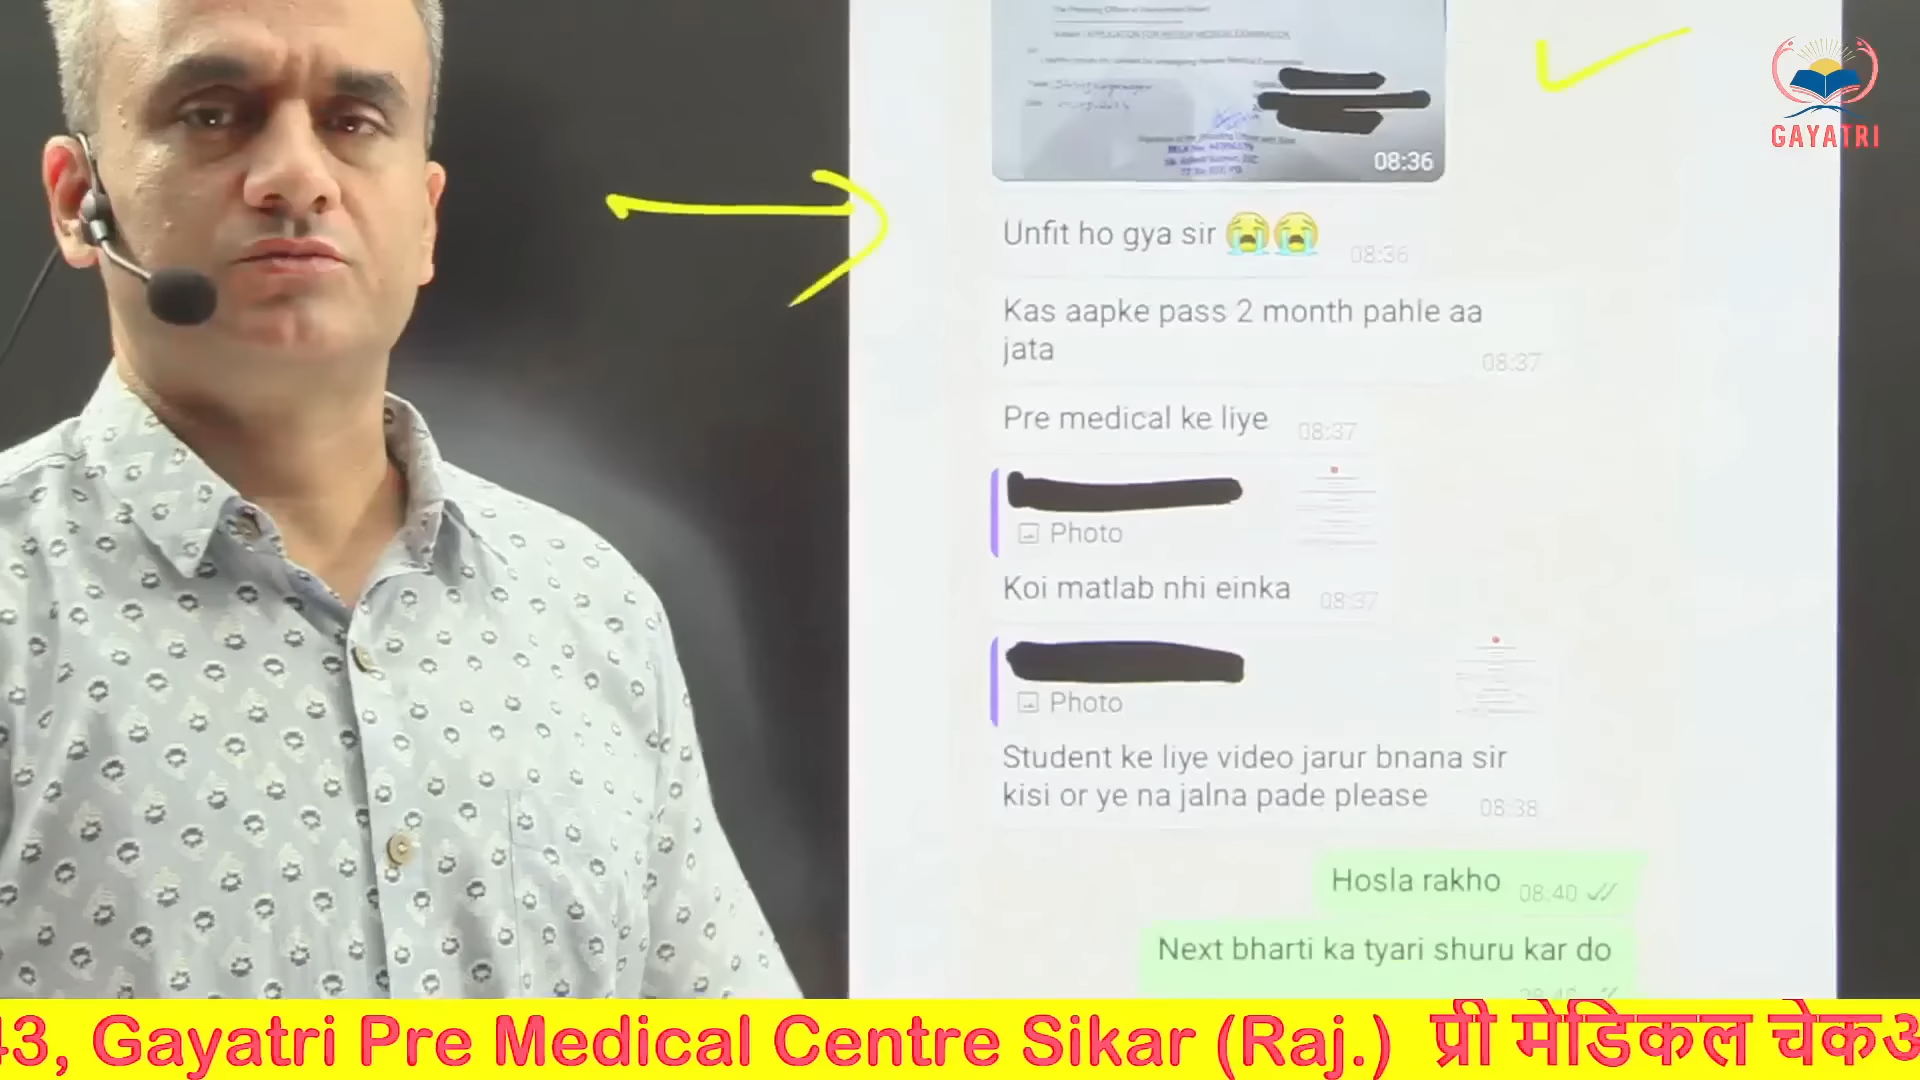 GAYATRI
08:36
Unfit ho gya sir 😭😭 08:36
Kas aapke pass 2 month pahle aa
jata 08:37
Pre medical ke liye 08:37
Photo
Koi matlab nhi einka 08:37
Photo
Student ke liye video jarur bnana sir
kisi or ye na jalna pade please 08:38
Hosla rakho 08:40
Next bharti ka tyari shuru kar do
43, Gayatri Pre Medical Centre Sikar (Raj.) प्री मेडिकल चेकअ